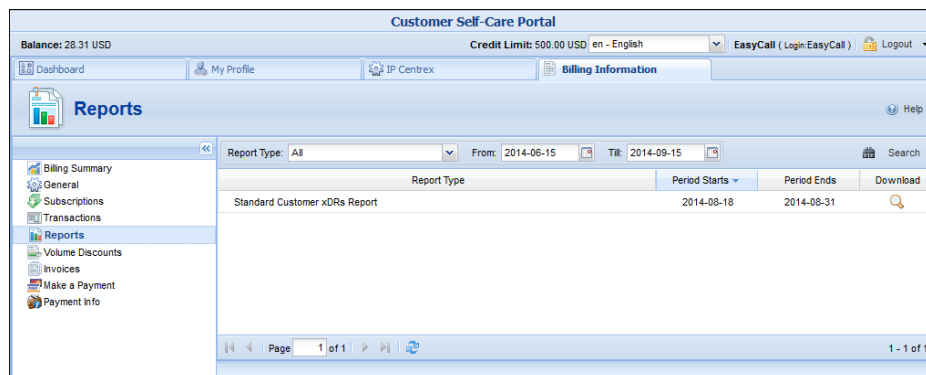 Customer Self-Care Portal
Balance: 28.31 USD Credit Limit: 500.00 USD en - English EasyCall ( Login:EasyCall ) Logout
Dashboard My Profile IP Centrex Billing Information
Reports Help
Report Type: All From: 2014-06-15 Till: 2014-09-15 Search
Report Type Period Starts Period Ends Download
Standard Customer xDRs Report 2014-08-18 2014-08-31
Billing Summary
General
Subscriptions
Transactions
Reports
Volume Discounts
Invoices
Make a Payment
Payment Info
Page 1 of 1 1 - 1 of 1